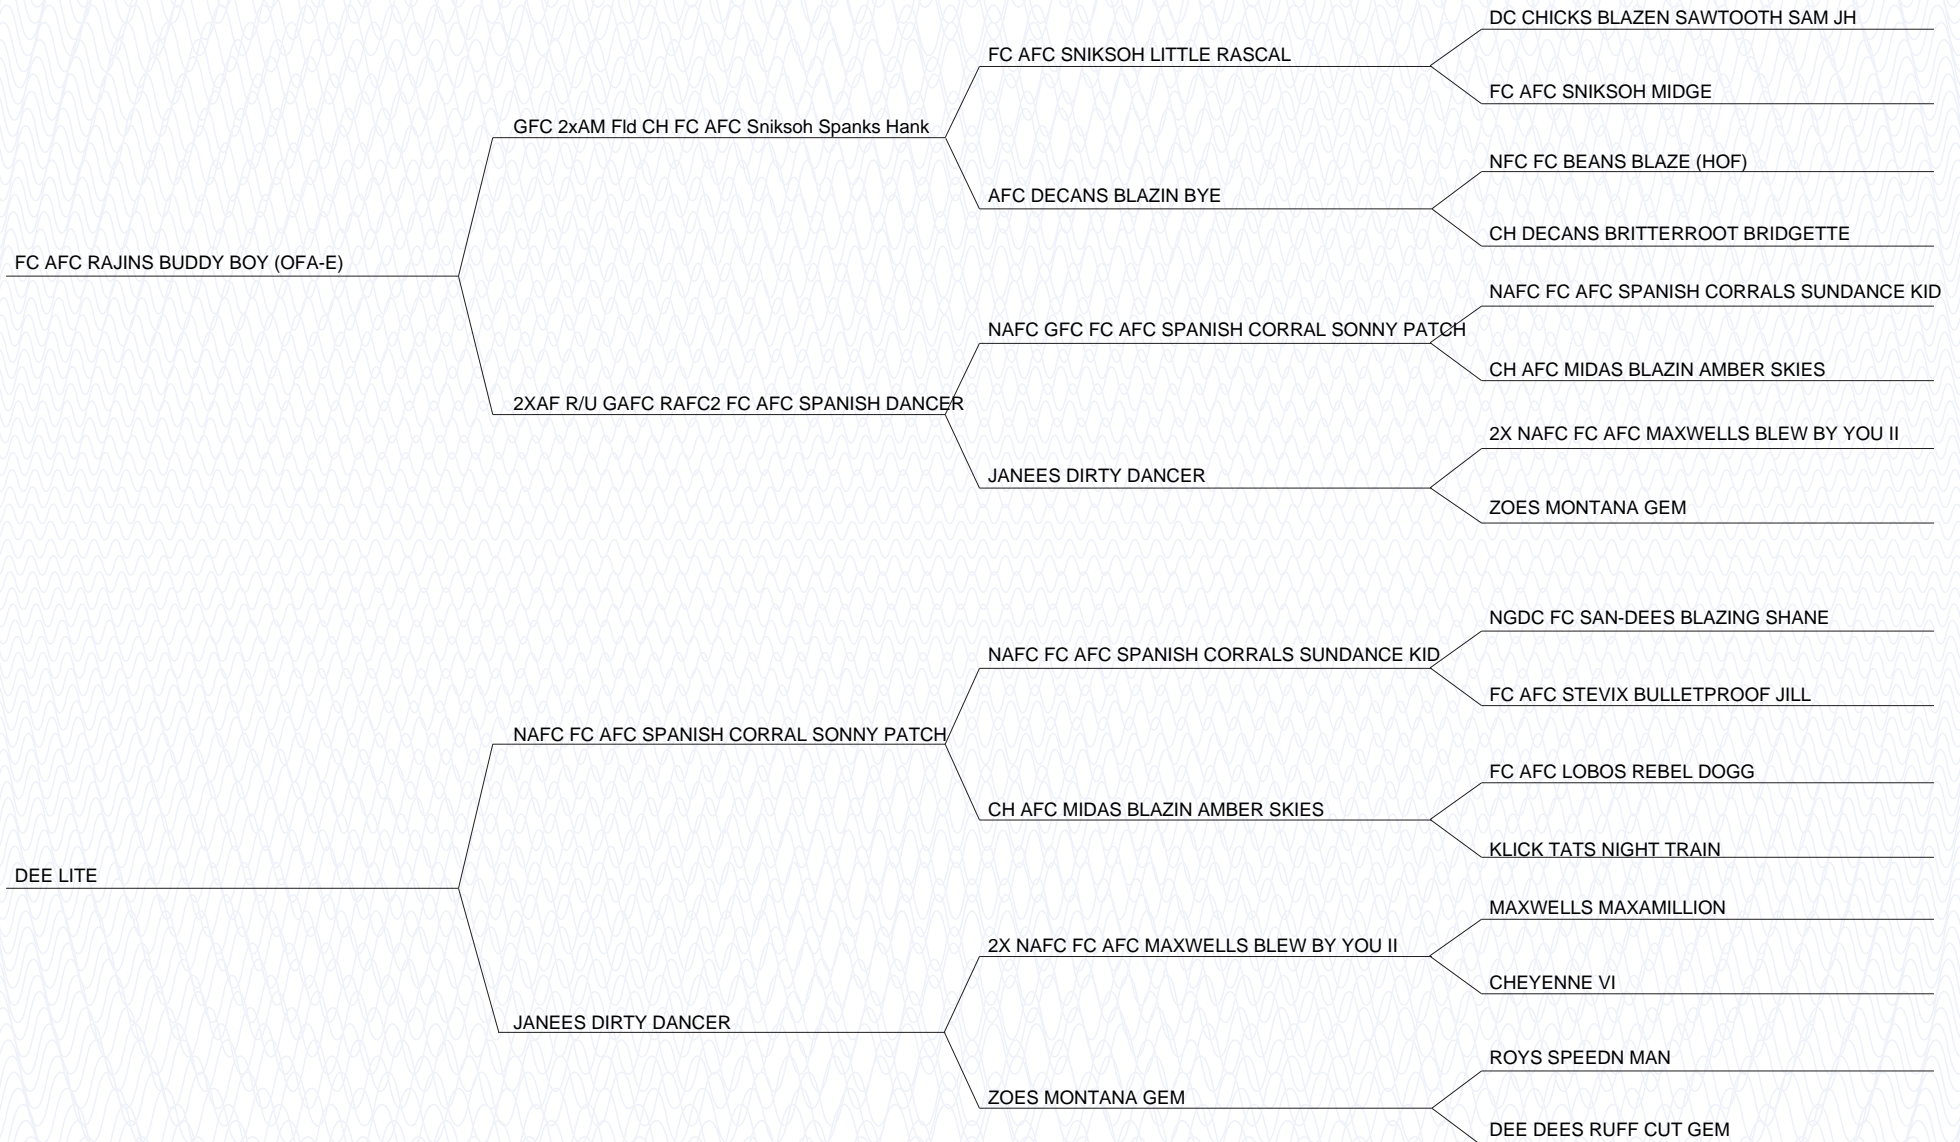 DC CHICKS BLAZEN SAWTOOTH SAM JH
FC AFC SNIKSOH LITTLE RASCAL
FC AFC SNIKSOH MIDGE
GFC 2xAM Fld CH FC AFC Sniksoh Spanks Hank
NFC FC BEANS BLAZE (HOF)
AFC DECANS BLAZIN BYE
CH DECANS BRITTERROOT BRIDGETTE
FC AFC RAJINS BUDDY BOY (OFA-E)
NAFC FC AFC SPANISH CORRALS SUNDANCE KID
NAFC GFC FC AFC SPANISH CORRAL SONNY PATCH
CH AFC MIDAS BLAZIN AMBER SKIES
2XAF R/U GAFC RAFC2 FC AFC SPANISH DANCER
2X NAFC FC AFC MAXWELLS BLEW BY YOU II
JANEES DIRTY DANCER
ZOES MONTANA GEM
NGDC FC SAN-DEES BLAZING SHANE
NAFC FC AFC SPANISH CORRALS SUNDANCE KID
FC AFC STEVIX BULLETPROOF JILL
NAFC FC AFC SPANISH CORRAL SONNY PATCH
FC AFC LOBOS REBEL DOGG
CH AFC MIDAS BLAZIN AMBER SKIES
KLICK TATS NIGHT TRAIN
DEE LITE
MAXWELLS MAXAMILLION
2X NAFC FC AFC MAXWELLS BLEW BY YOU II
CHEYENNE VI
JANEES DIRTY DANCER
ROYS SPEEDN MAN
ZOES MONTANA GEM
DEE DEES RUFF CUT GEM